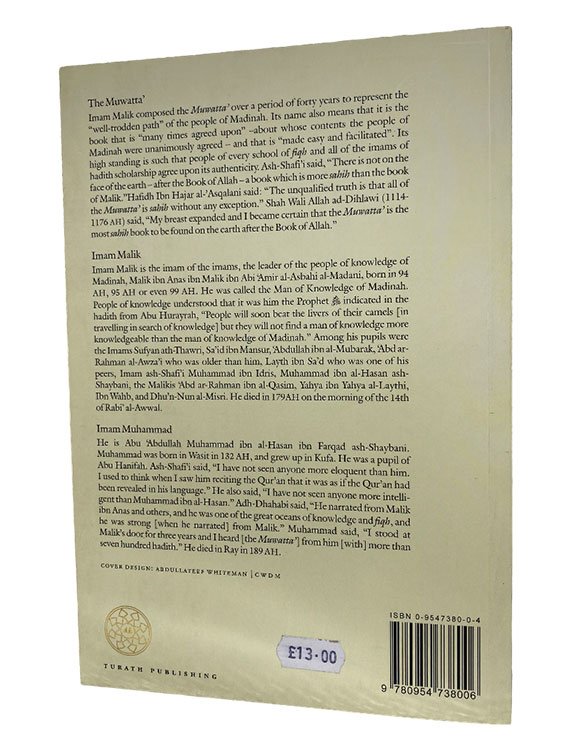 The Muwatta'
Imam Malik composed the Muwatta' over a period of forty years to represent the
“well-trodden path” of the people of Madinah. Its name also means that it is the
book that is “many times agreed upon” –about whose contents the people of
Madinah were unanimously agreed – and that is “made easy and facilitated”. Its
high standing is such that people of every school of fiqh and all of the imams of
hadith scholarship agree upon its authenticity. Ash-Shafi'i said, “There is not on the
face of the earth – after the Book of Allah – a book which is more sahih than the book
of Malik.”Hafidh Ibn Hajar al-'Asqalani said: “The unqualified truth is that all of
the Muwatta' is sahih without any exception.” Shah Wali Allah ad-Dihlawi (1114-
1176 AH) said, “My breast expanded and I became certain that the Muwatta' is the
most sahih book to be found on the earth after the Book of Allah.”
Imam Malik
Imam Malik is the imam of the imams, the leader of the people of knowledge of
Madinah, Malik ibn Anas ibn Malik ibn Abi 'Amir al-Asbahi al-Madani, born in 94
AH, 95 AH or even 99 AH. He was called the Man of Knowledge of Madinah.
People of knowledge understood that it was him the Prophet ﷺ indicated in the
hadith from Abu Hurayrah, “People will soon beat the livers of their camels [in
travelling in search of knowledge] but they will not find a man of knowledge more
knowledgeable than the man of knowledge of Madinah.” Among his pupils were
the Imams Sufyan ath-Thawri, Sa'id ibn Mansur, 'Abdullah ibn al-Mubarak, 'Abd ar-
Rahman al-Awza'i who was older than him, Layth ibn Sa'd who was one of his
peers, Imam ash-Shafi'i Muhammad ibn Idris, Muhammad ibn al-Hasan ash-
Shaybani, the Malikis 'Abd ar-Rahman ibn al-Qasim, Yahya ibn Yahya al-Laythi,
Ibn Wahb, and Dhu'n-Nun al-Misri. He died in 179AH on the morning of the 14th
of Rabi' al-Awwal.
Imam Muhammad
He is Abu 'Abdullah Muhammad ibn al-Hasan ibn Farqad ash-Shaybani.
Muhammad was born in Wasit in 132 AH, and grew up in Kufa. He was a pupil of
Abu Hanifah. Ash-Shafi'i said, “I have not seen anyone more eloquent than him.
I used to think when I saw him reciting the Qur'an that it was as if the Qur'an had
been revealed in his language.” He also said, “I have not seen anyone more intelli-
gent than Muhammad ibn al-Hasan.” Adh-Dhahabi said, “He narrated from Malik
ibn Anas and others, and he was one of the great oceans of knowledge and fiqh, and
he was strong [when he narrated] from Malik.” Muhammad said, “I stood at
Malik's door for three years and I heard [the Muwatta'] from him [with] more than
seven hundred hadith.” He died in Ray in 189 AH.
COVER DESIGN: ABDULLATEEF WHITEMAN | CWDM
ISBN 0-9547380-0-4
£13.00
TURATH PUBLISHING
9 780954 738006